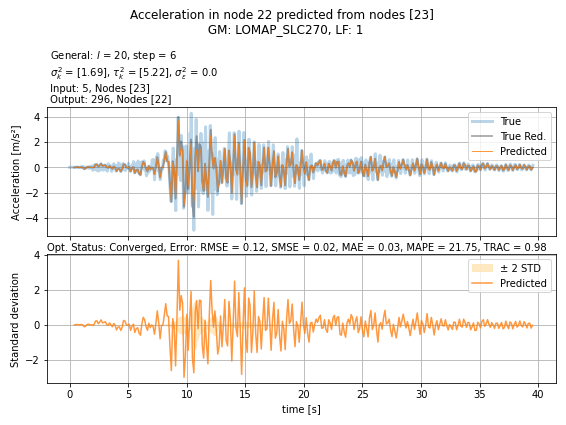 Acceleration in node 22 predicted from nodes [23]
GM: LOMAP_SLC270, LF: 1
General: l = 20, step = 6
σ²ₖ = [1.69], τ²ₖ = [5.22], σ²ε = 0.0
Input: 5, Nodes [23]
Output: 296, Nodes [22]
Acceleration [m/s²]
4
2
0
−2
−4
True
True Red.
Predicted
Opt. Status: Converged, Error: RMSE = 0.12, SMSE = 0.02, MAE = 0.03, MAPE = 21.75, TRAC = 0.98
Standard deviation
4
2
0
−2
± 2 STD
Predicted
0 5 10 15 20 25 30 35 40
time [s]